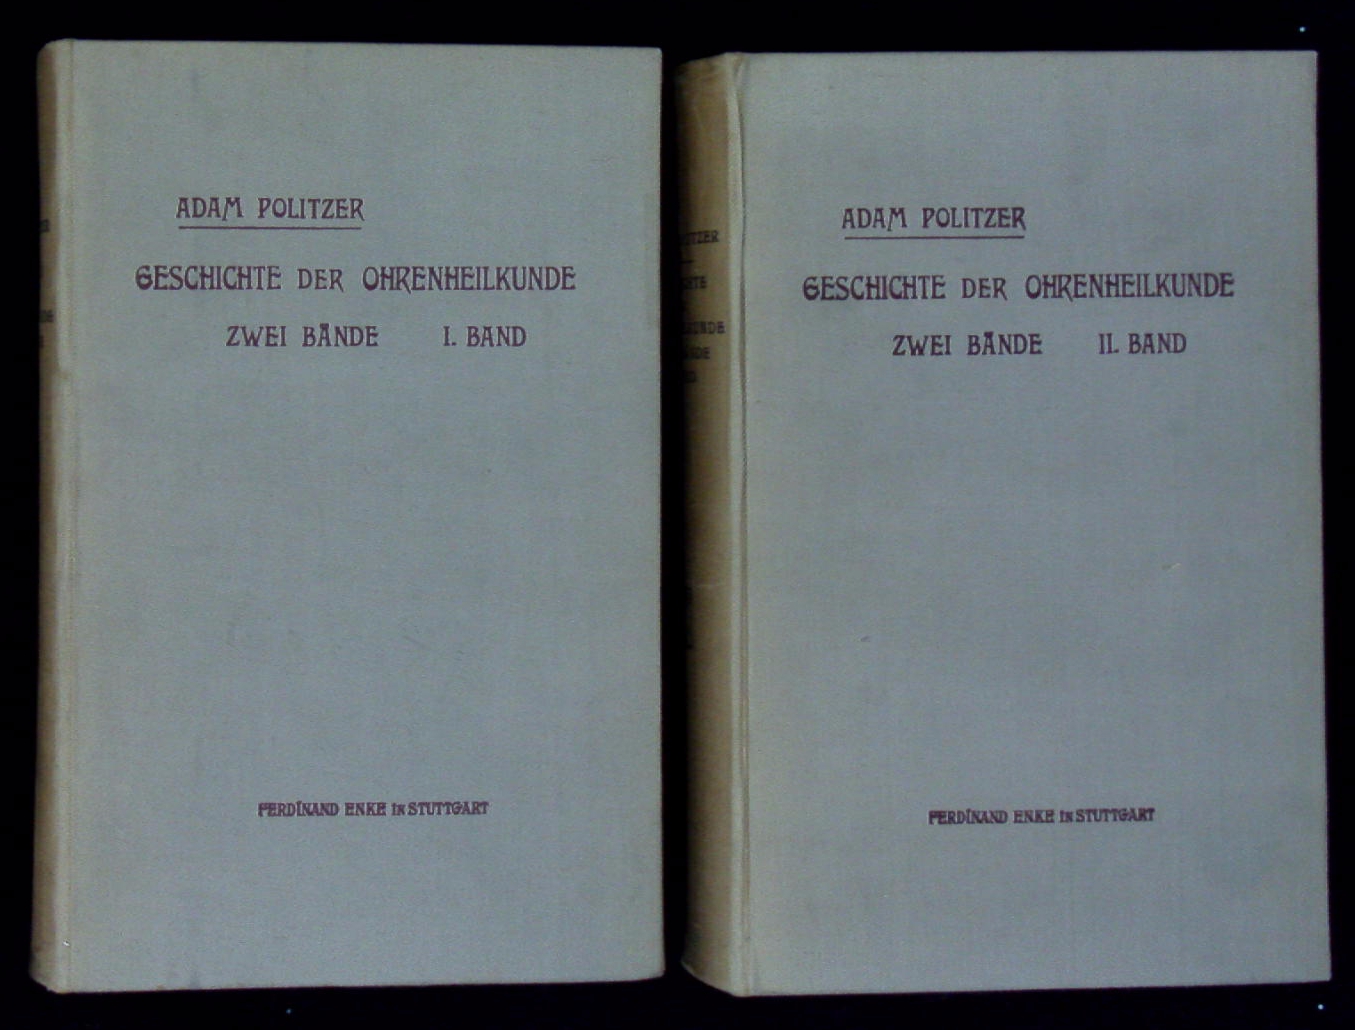 ADAM POLITZER
GESCHICHTE DER OHRENHEILKUNDE
ZWEI BÄNDE I. BAND
FERDINAND ENKE IN STUTTGART
ADAM POLITZER
GESCHICHTE DER OHRENHEILKUNDE
ZWEI BÄNDE II. BAND
FERDINAND ENKE IN STUTTGART